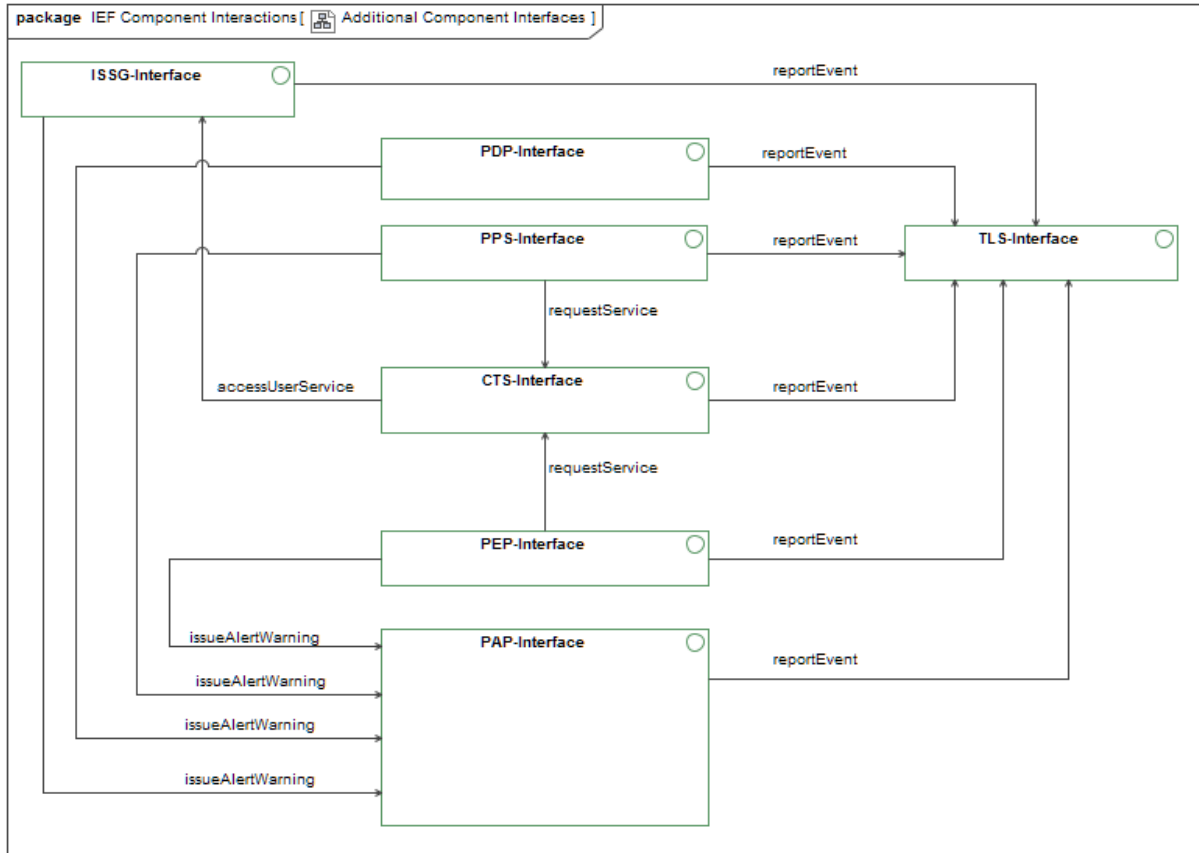 package IEF Component Interactions[ Additional Component Interfaces ]
ISSG-Interface
reportEvent
PDP-Interface
reportEvent
PPS-Interface
reportEvent
TLS-Interface
requestService
CTS-Interface
accessUserService
reportEvent
requestService
PEP-Interface
reportEvent
issueAlertWarning
PAP-Interface
reportEvent
issueAlertWarning
issueAlertWarning
issueAlertWarning